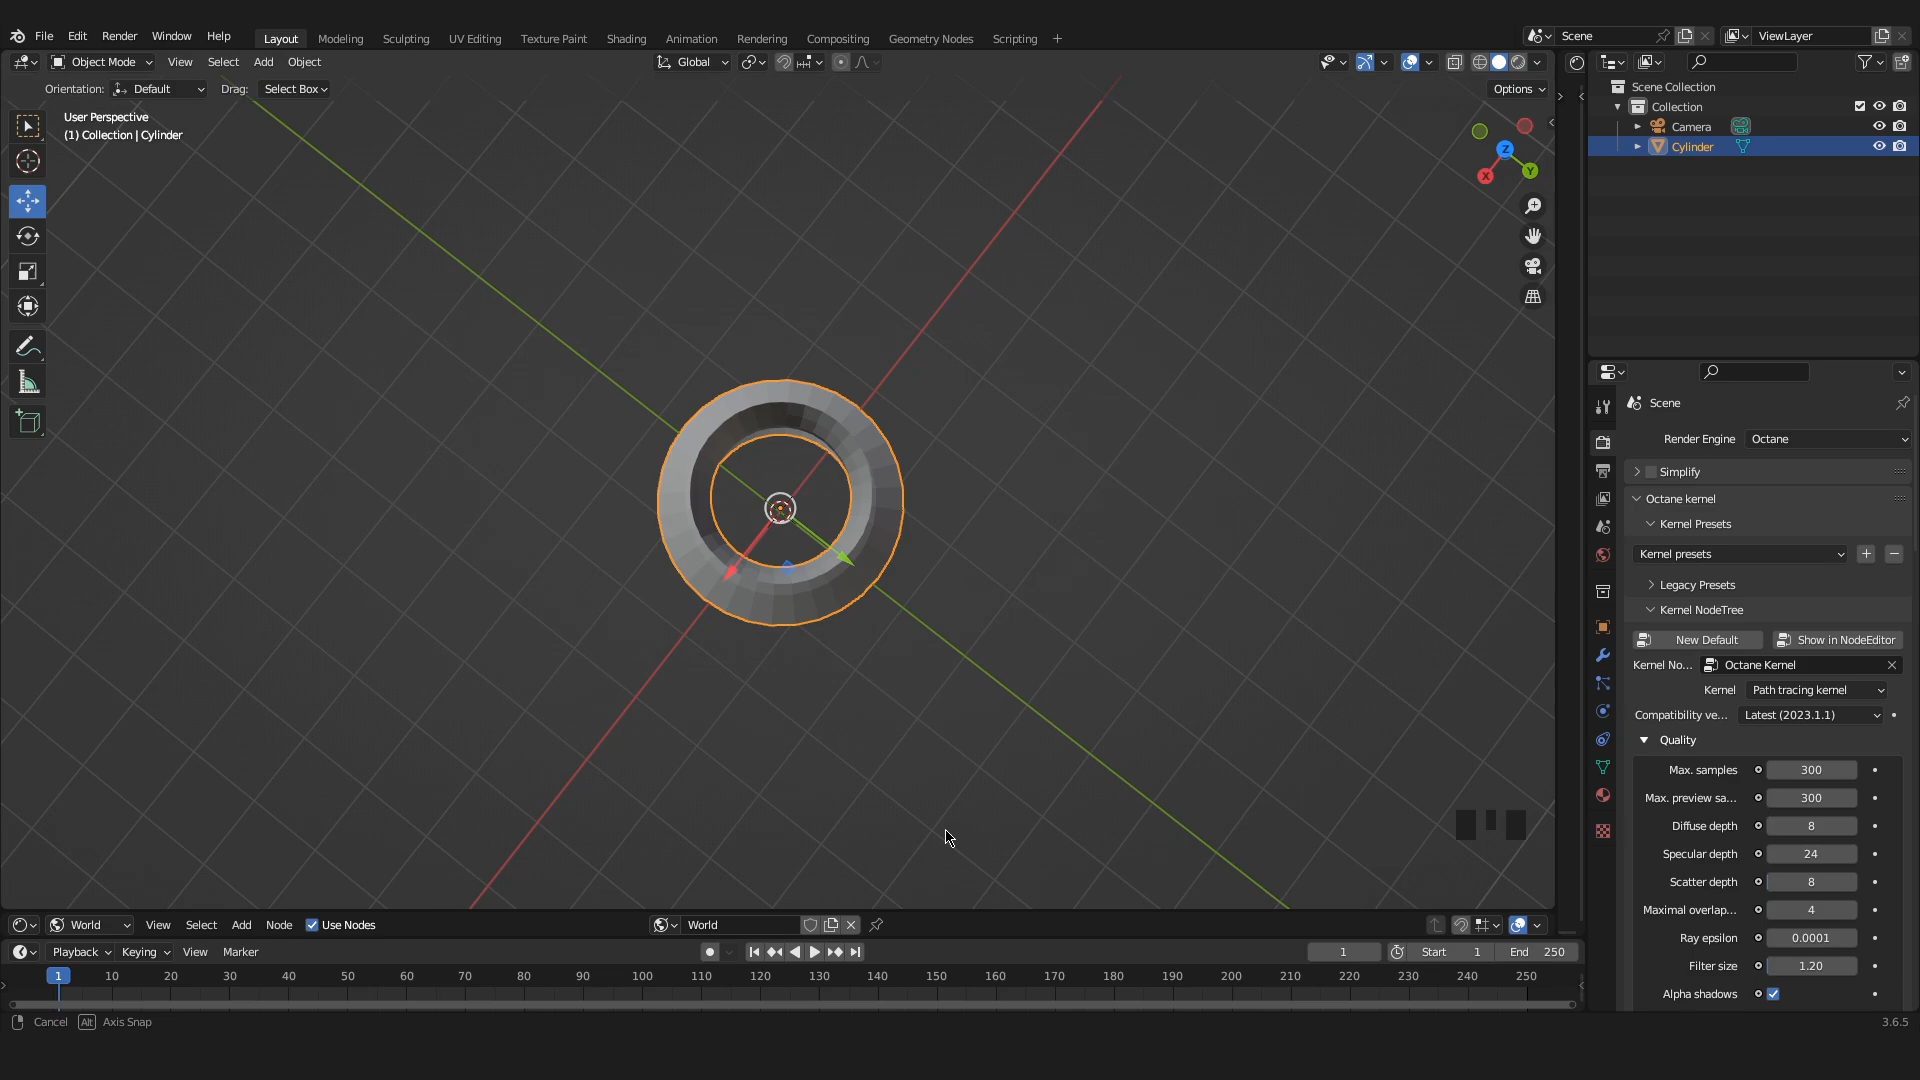 File Edit Render Window Help Layout Modeling Sculpting UV Editing Texture Paint Shading Animation Rendering Compositing Geometry Nodes Scripting + Scene ViewLayer
Object Mode View Select Add Object Global
Orientation: Default Drag: Select Box Options
User Perspective
(1) Collection | Cylinder
Z
X
Y
Scene Collection
Collection
Camera
Cylinder
Scene
Render Engine Octane
Simplify
Octane kernel
Kernel Presets
Kernel presets
Legacy Presets
Kernel NodeTree
New Default Show in NodeEditor
Kernel No... Octane Kernel
Kernel Path tracing kernel
Compatibility ve... Latest (2023.1.1)
Quality
Max. samples 300
Max. preview sa... 300
Diffuse depth 8
Specular depth 24
Scatter depth 8
Maximal overlap... 4
Ray epsilon 0.0001
Filter size 1.20
Alpha shadows
World View Select Add Node Use Nodes World
Playback Keying View Marker 1 Start 1 End 250
1 10 20 30 40 50 60 70 80 90 100 110 120 130 140 150 160 170 180 190 200 210 220 230 240 250
Cancel Alt Axis Snap 3.6.5